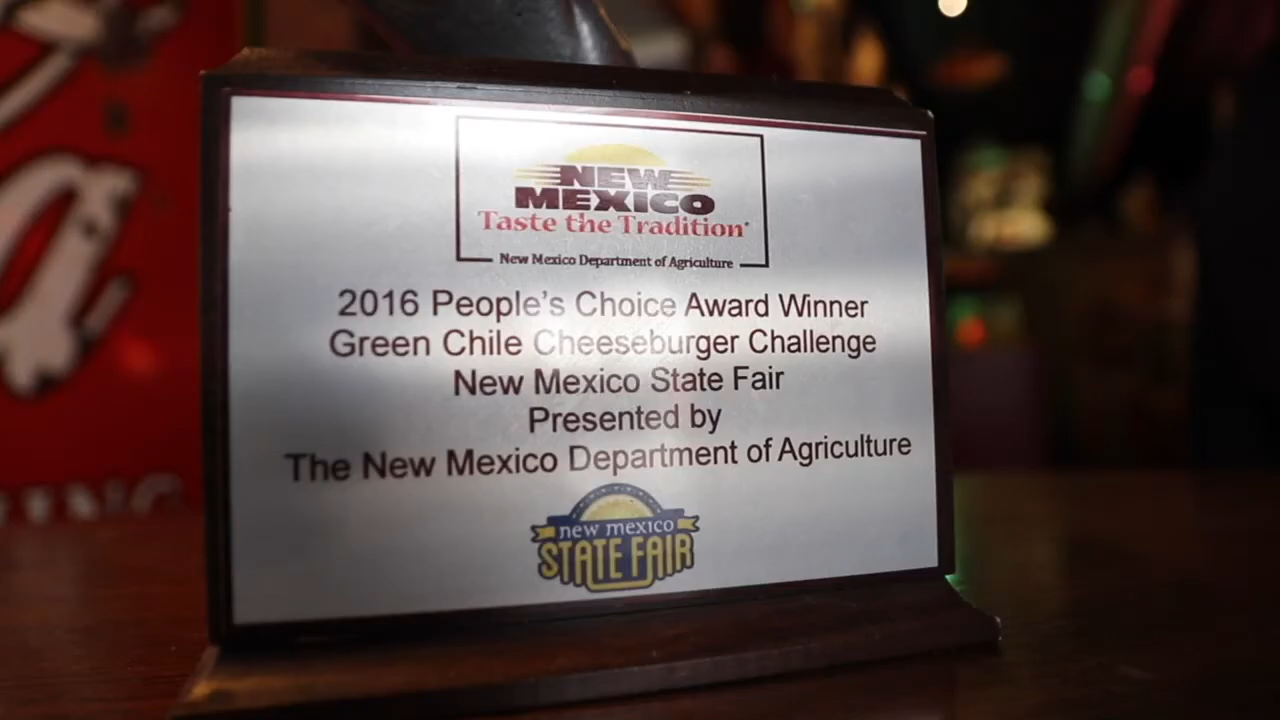 NEW
MEXICO
Taste the Tradition
New Mexico Department of Agriculture
2016 People's Choice Award Winner
Green Chile Cheeseburger Challenge
New Mexico State Fair
Presented by
The New Mexico Department of Agriculture
new mexico
STATE FAIR